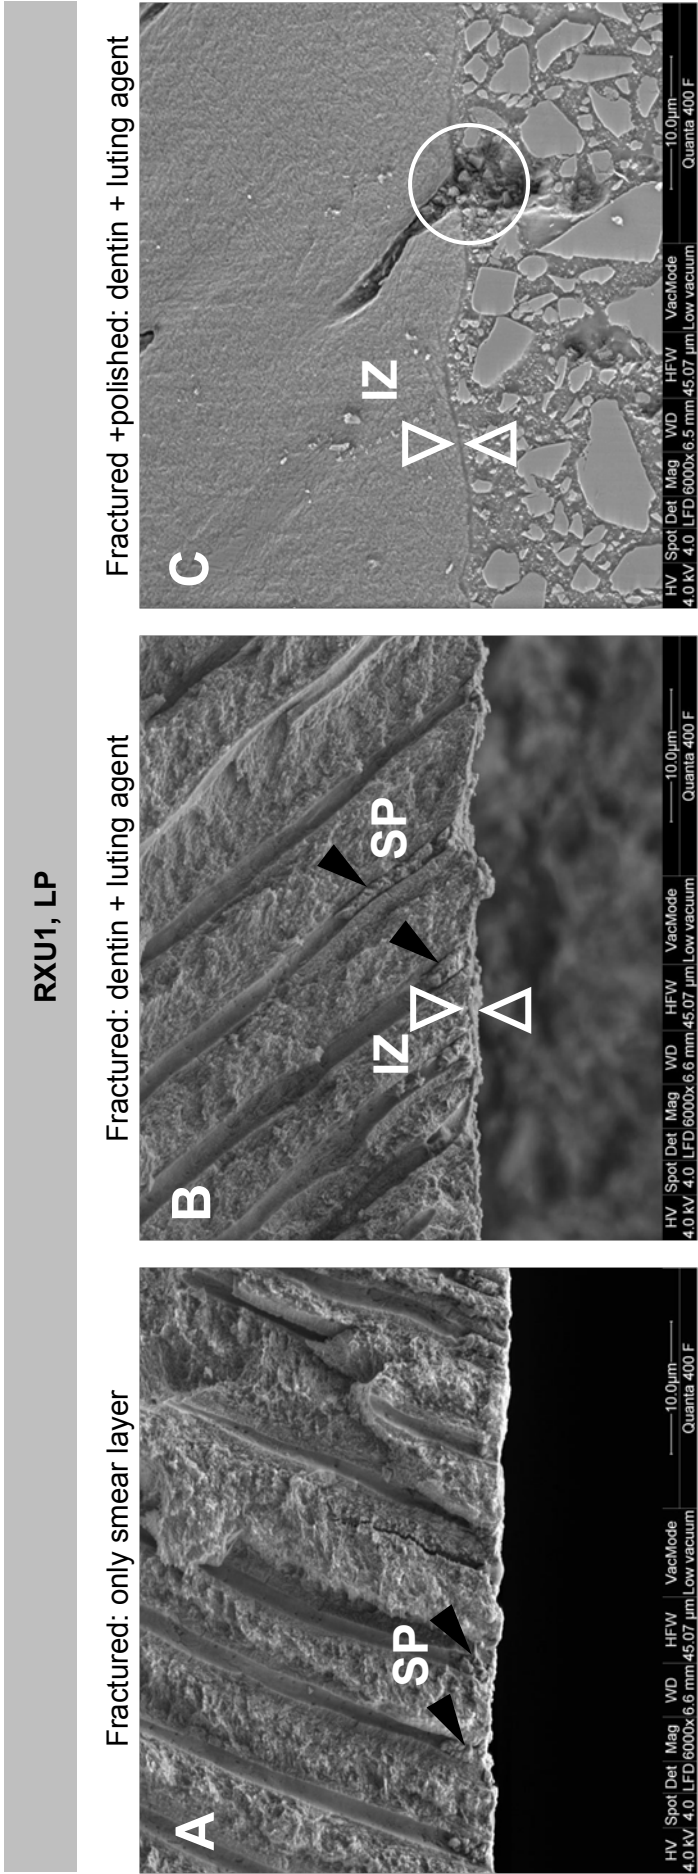 RXU1, LP
Fractured: only smear layer
A
SP
HV Spot Det Mag WD HFW VacMode
4.0 kV 4.0 LFD 6000x 6.6 mm 45.07 µm Low vacuum
10.0µm
Quanta 400 F
Fractured: dentin + luting agent
B
IZ
SP
HV Spot Det Mag WD HFW VacMode
4.0 kV 4.0 LFD 6000x 6.6 mm 45.07 µm Low vacuum
10.0µm
Quanta 400 F
Fractured +polished: dentin + luting agent
C
IZ
HV Spot Det Mag WD HFW VacMode
4.0 kV 4.0 LFD 6000x 6.5 mm 45.07 µm Low vacuum
10.0µm
Quanta 400 F